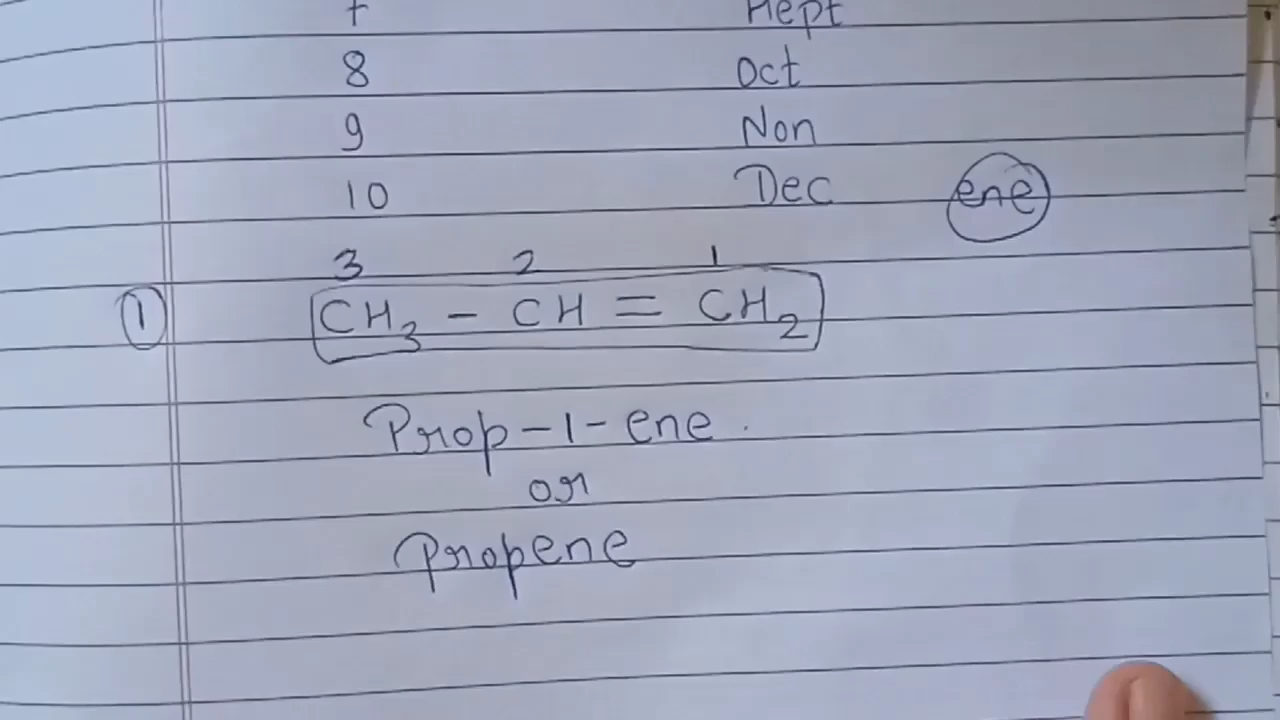 7 Hept
8 Oct
9 Non
10 Dec ene
3 2 1
① CH₃ - CH = CH₂
Prop-1-ene.
or
Propene